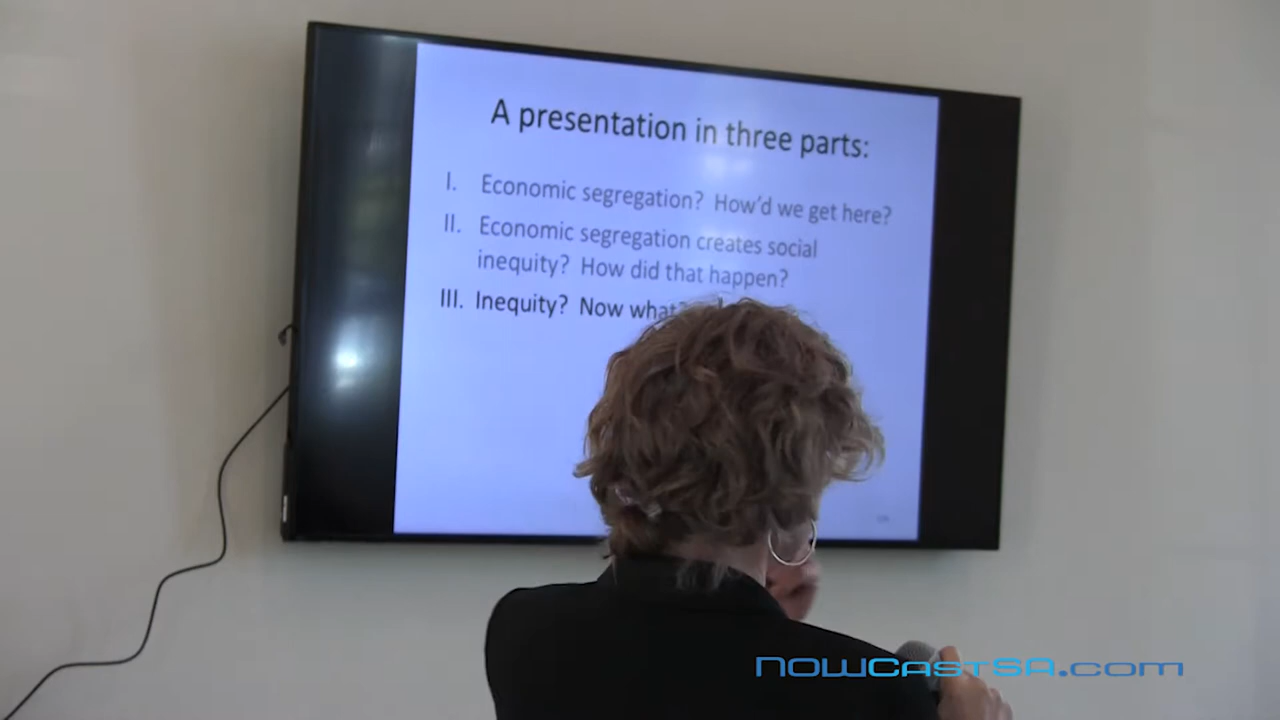 A presentation in three parts:
I. Economic segregation? How'd we get here?
II. Economic segregation creates social
inequity? How did that happen?
III. Inequity? Now what?
NOWCASTSA.com